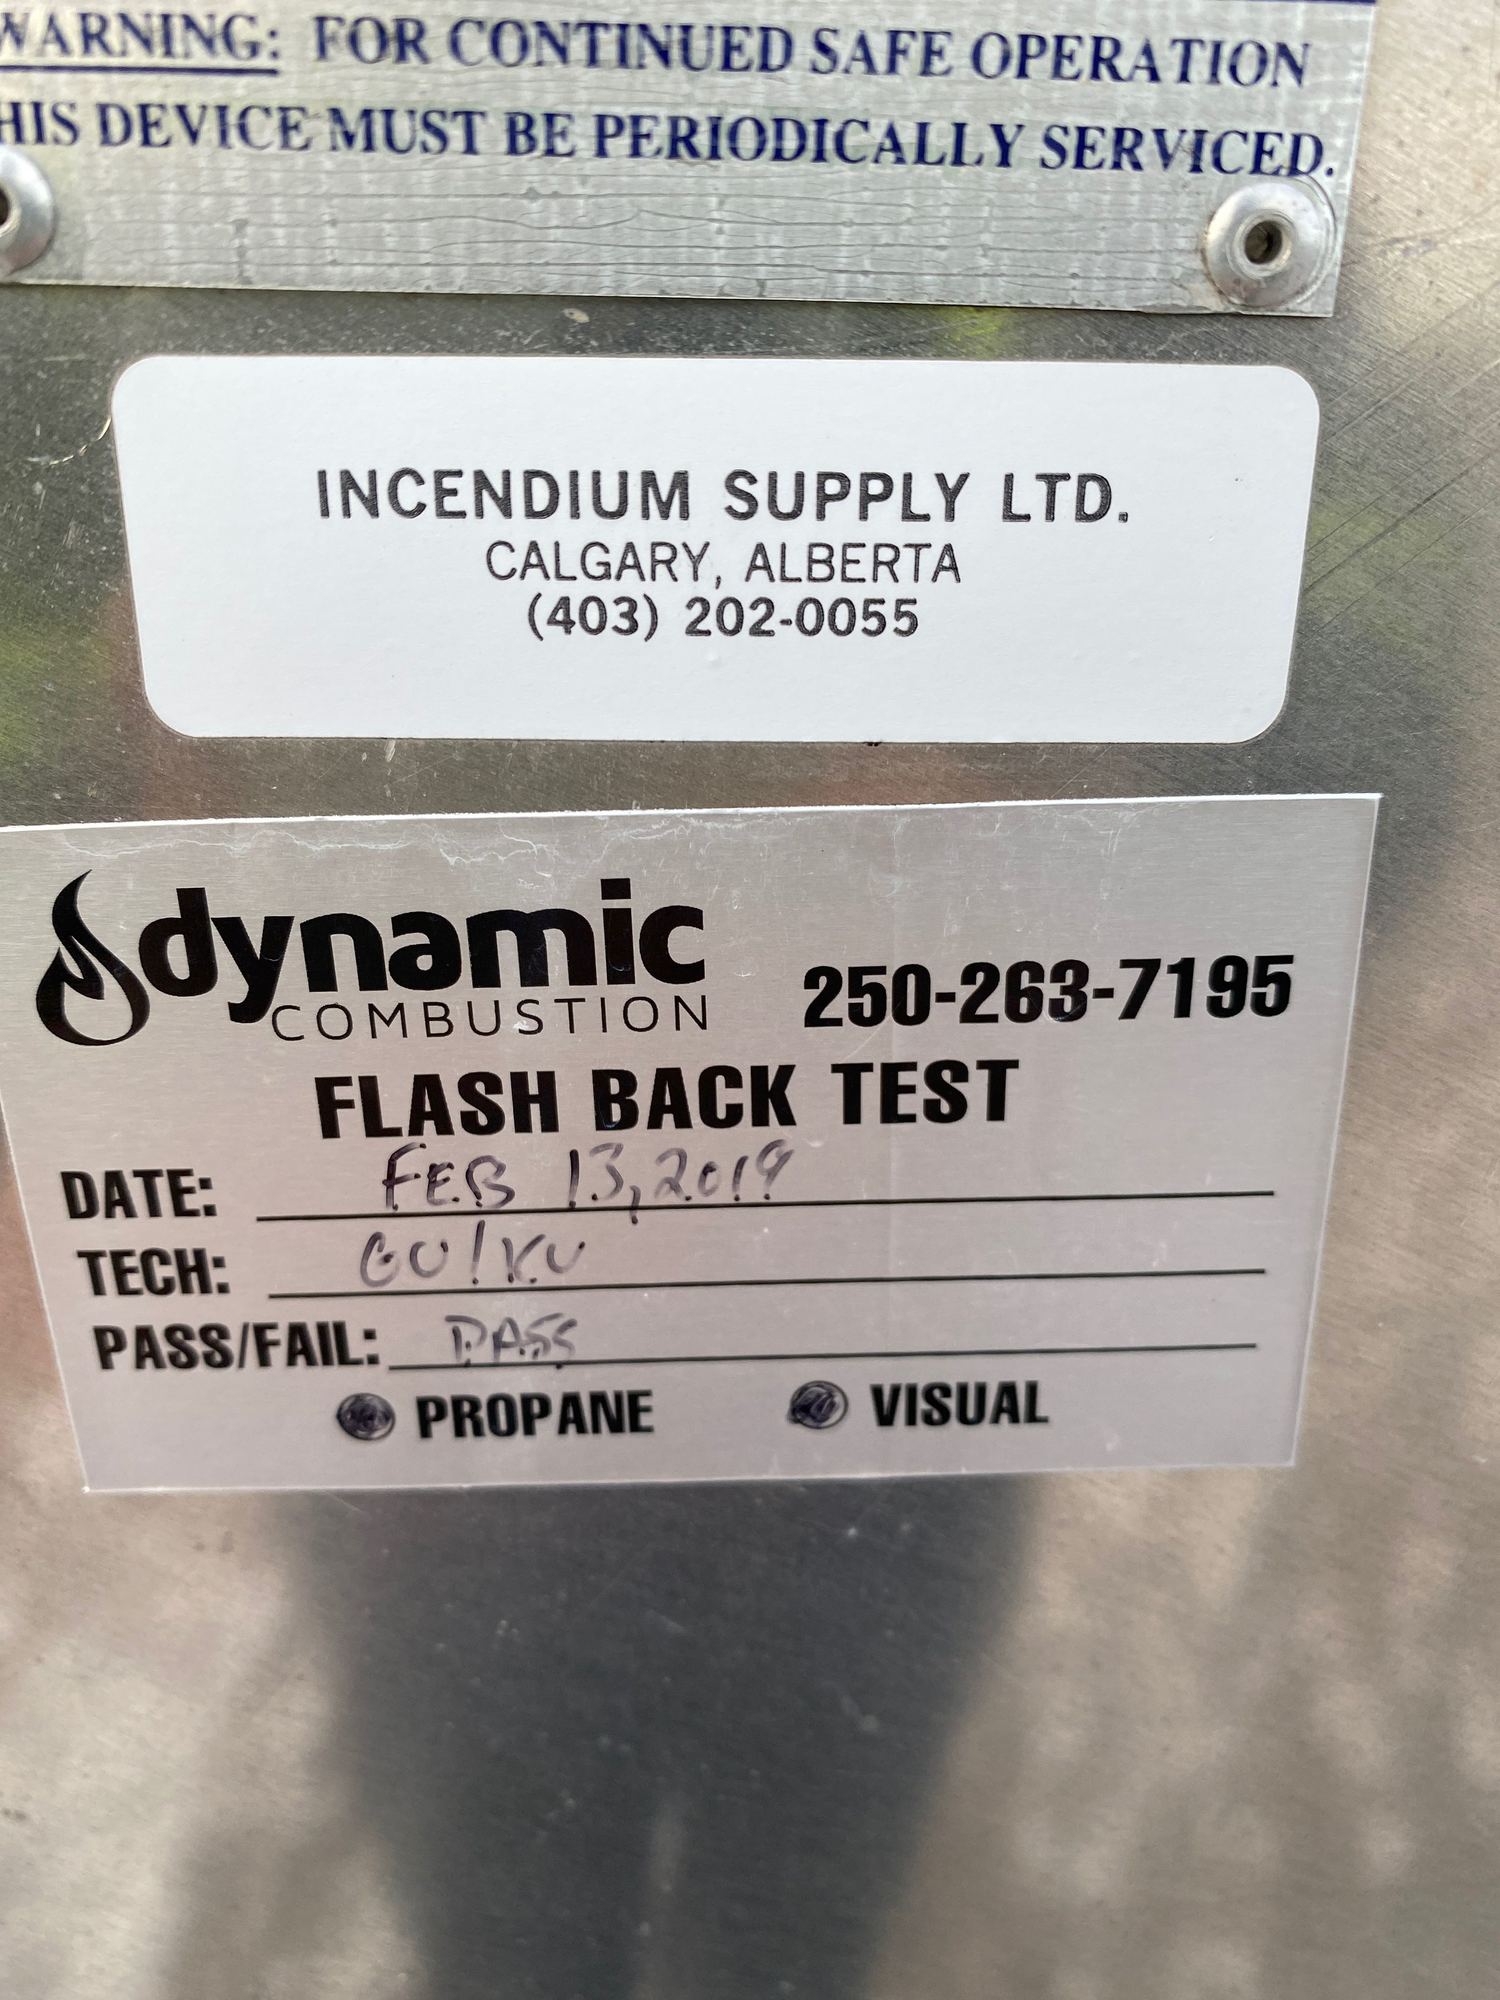 WARNING: FOR CONTINUED SAFE OPERATION
HIS DEVICE MUST BE PERIODICALLY SERVICED.
INCENDIUM SUPPLY LTD.
CALGARY, ALBERTA
(403) 202-0055
dynamic
COMBUSTION
250-263-7195
FLASH BACK TEST
DATE: FEB 13, 2019
TECH:
PASS/FAIL: PASS
PROPANE VISUAL